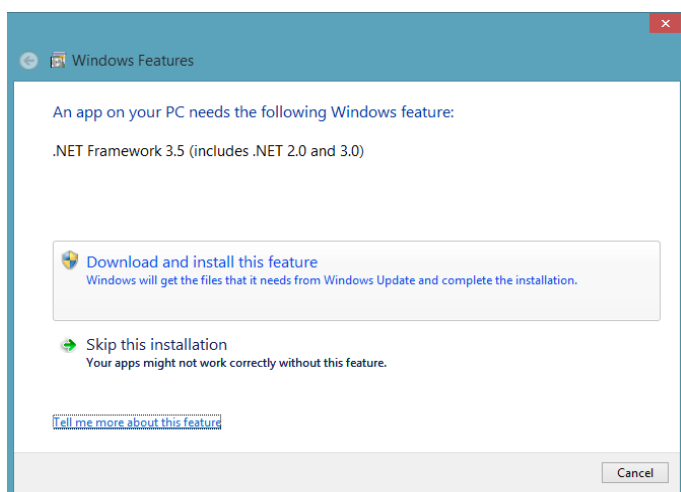 Windows Features
An app on your PC needs the following Windows feature:
.NET Framework 3.5 (includes .NET 2.0 and 3.0)
Download and install this feature
Windows will get the files that it needs from Windows Update and complete the installation.
Skip this installation
Your apps might not work correctly without this feature.
Tell me more about this feature
Cancel